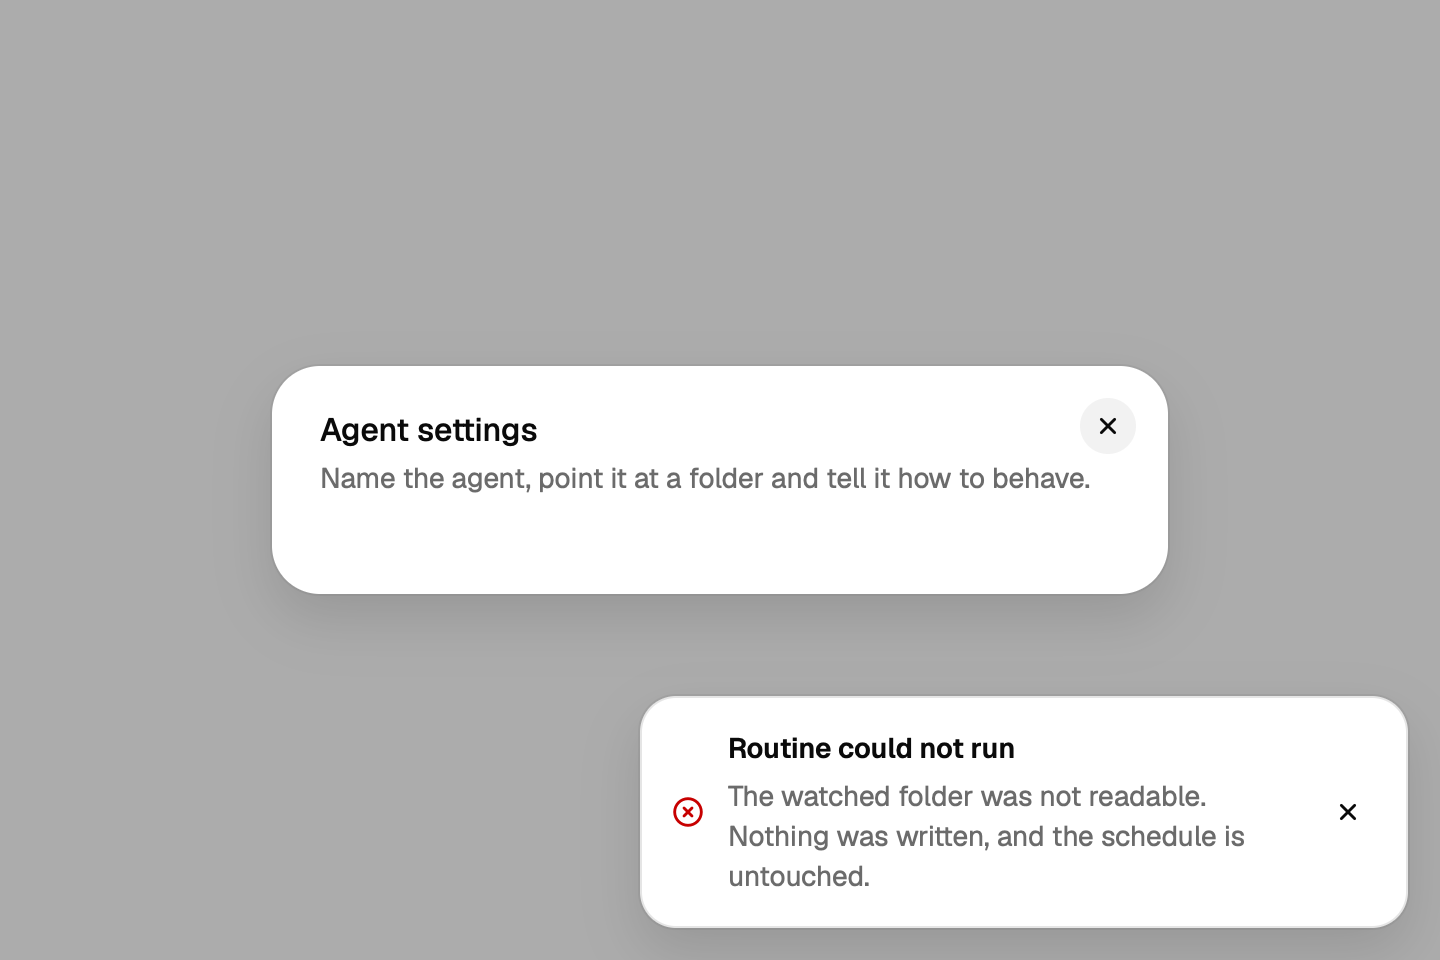 Agent settings
Name the agent, point it at a folder and tell it how to behave.
Routine could not run
The watched folder was not readable.
Nothing was written, and the schedule is
untouched.